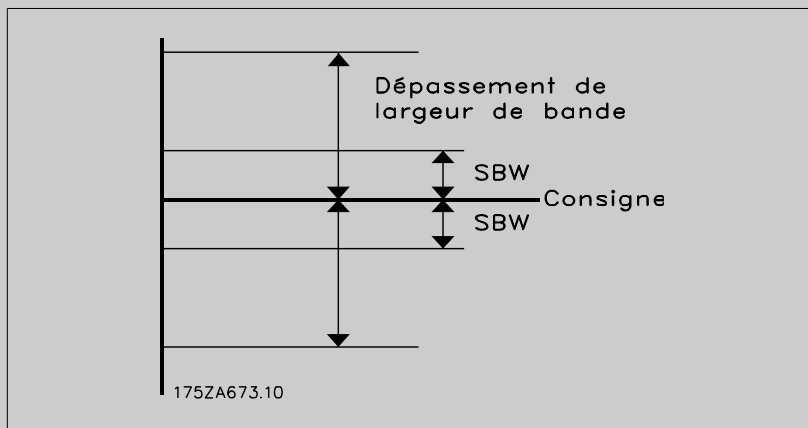 Dépassement de
largeur de bande
SBW
Consigne
SBW
175ZA673.10